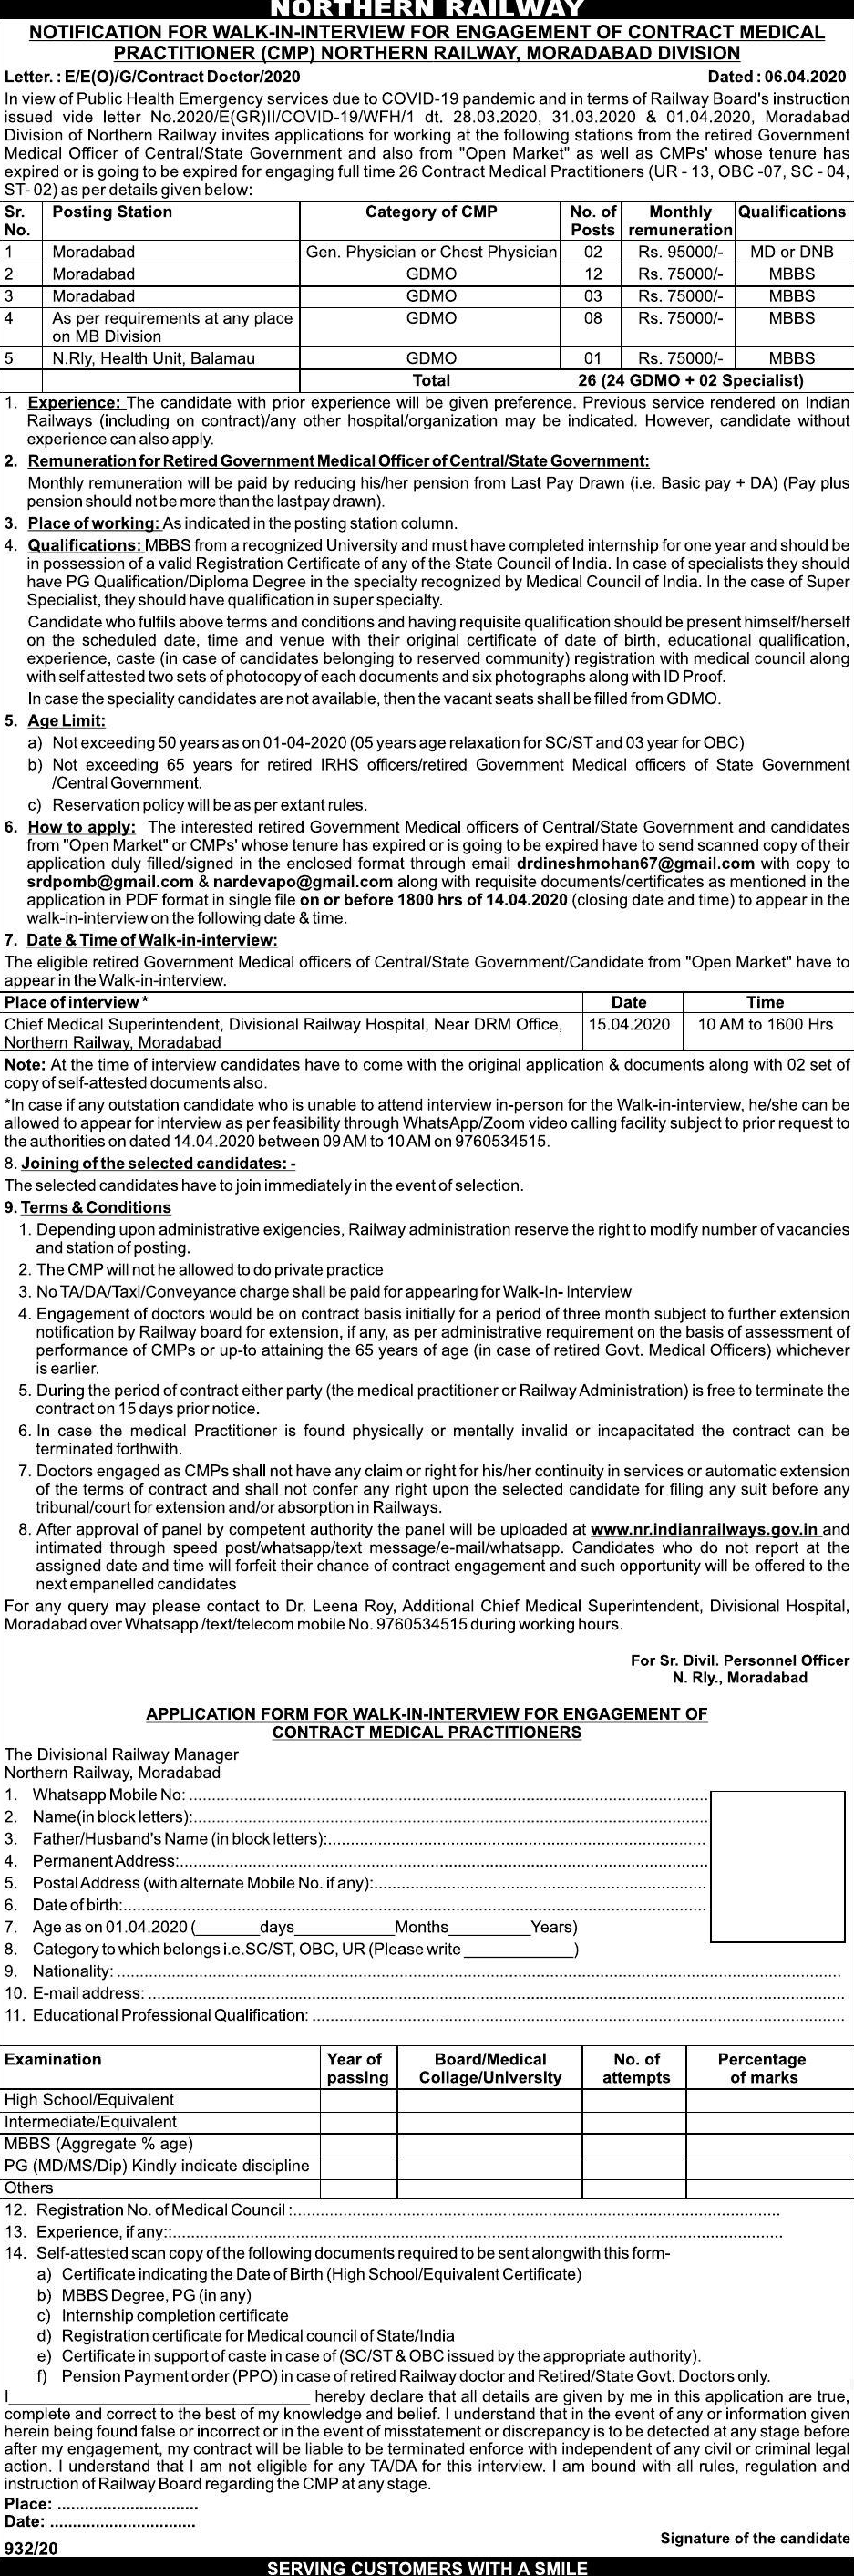 NORTHERN RAILWAY
NOTIFICATION FOR WALK-IN-INTERVIEW FOR ENGAGEMENT OF CONTRACT MEDICAL
PRACTITIONER (CMP) NORTHERN RAILWAY, MORADABAD DIVISION
Letter. : E/E(O)/G/Contract Doctor/2020 Dated : 06.04.2020
In view of Public Health Emergency services due to COVID-19 pandemic and in terms of Railway Board's instruction
issued vide letter No.2020/E(GR)II/COVID-19/WFH/1 dt. 28.03.2020, 31.03.2020 & 01.04.2020, Moradabad
Division of Northern Railway invites applications for working at the following stations from the retired Government
Medical Officer of Central/State Government and also from "Open Market" as well as CMPs' whose tenure has
expired or is going to be expired for engaging full time 26 Contract Medical Practitioners (UR - 13, OBC -07, SC - 04,
ST- 02) as per details given below:
Sr. No. Posting Station Category of CMP No. of Posts Monthly remuneration Qualifications
1 Moradabad Gen. Physician or Chest Physician 02 Rs. 95000/- MD or DNB
2 Moradabad GDMO 12 Rs. 75000/- MBBS
3 Moradabad GDMO 03 Rs. 75000/- MBBS
4 As per requirements at any place on MB Division GDMO 08 Rs. 75000/- MBBS
5 N.Rly, Health Unit, Balamau GDMO 01 Rs. 75000/- MBBS
Total 26 (24 GDMO + 02 Specialist)
1. Experience: The candidate with prior experience will be given preference. Previous service rendered on Indian
Railways (including on contract)/any other hospital/organization may be indicated. However, candidate without
experience can also apply.
2. Remuneration for Retired Government Medical Officer of Central/State Government:
Monthly remuneration will be paid by reducing his/her pension from Last Pay Drawn (i.e. Basic pay + DA) (Pay plus
pension should not be more than the last pay drawn).
3. Place of working: As indicated in the posting station column.
4. Qualifications: MBBS from a recognized University and must have completed internship for one year and should be
in possession of a valid Registration Certificate of any of the State Council of India. In case of specialists they should
have PG Qualification/Diploma Degree in the specialty recognized by Medical Council of India. In the case of Super
Specialist, they should have qualification in super specialty.
Candidate who fulfils above terms and conditions and having requisite qualification should be present himself/herself
on the scheduled date, time and venue with their original certificate of date of birth, educational qualification,
experience, caste (in case of candidates belonging to reserved community) registration with medical council along
with self attested two sets of photocopy of each documents and six photographs along with ID Proof.
In case the speciality candidates are not available, then the vacant seats shall be filled from GDMO.
5. Age Limit:
a) Not exceeding 50 years as on 01-04-2020 (05 years age relaxation for SC/ST and 03 year for OBC)
b) Not exceeding 65 years for retired IRHS officers/retired Government Medical officers of State Government
/Central Government.
c) Reservation policy will be as per extant rules.
6. How to apply: The interested retired Government Medical officers of Central/State Government and candidates
from "Open Market" or CMPs' whose tenure has expired or is going to be expired have to send scanned copy of their
application duly filled/signed in the enclosed format through email drdineshmohan67@gmail.com with copy to
srdpomb@gmail.com & nardevapo@gmail.com along with requisite documents/certificates as mentioned in the
application in PDF format in single file on or before 1800 hrs of 14.04.2020 (closing date and time) to appear in the
walk-in-interview on the following date & time.
7. Date & Time of Walk-in-interview:
The eligible retired Government Medical officers of Central/State Government/Candidate from "Open Market" have to
appear in the Walk-in-interview.
Place of interview * Date Time
Chief Medical Superintendent, Divisional Railway Hospital, Near DRM Office, 15.04.2020 10 AM to 1600 Hrs
Northern Railway, Moradabad
Note: At the time of interview candidates have to come with the original application & documents along with 02 set of
copy of self-attested documents also.
*In case if any outstation candidate who is unable to attend interview in-person for the Walk-in-interview, he/she can be
allowed to appear for interview as per feasibility through WhatsApp/Zoom video calling facility subject to prior request to
the authorities on dated 14.04.2020 between 09 AM to 10 AM on 9760534515.
8. Joining of the selected candidates: -
The selected candidates have to join immediately in the event of selection.
9. Terms & Conditions
1. Depending upon administrative exigencies, Railway administration reserve the right to modify number of vacancies
and station of posting.
2. The CMP will not he allowed to do private practice
3. No TA/DA/Taxi/Conveyance charge shall be paid for appearing for Walk-In- Interview
4. Engagement of doctors would be on contract basis initially for a period of three month subject to further extension
notification by Railway board for extension, if any, as per administrative requirement on the basis of assessment of
performance of CMPs or up-to attaining the 65 years of age (in case of retired Govt. Medical Officers) whichever
is earlier.
5. During the period of contract either party (the medical practitioner or Railway Administration) is free to terminate the
contract on 15 days prior notice.
6. In case the medical Practitioner is found physically or mentally invalid or incapacitated the contract can be
terminated forthwith.
7. Doctors engaged as CMPs shall not have any claim or right for his/her continuity in services or automatic extension
of the terms of contract and shall not confer any right upon the selected candidate for filing any suit before any
tribunal/court for extension and/or absorption in Railways.
8. After approval of panel by competent authority the panel will be uploaded at www.nr.indianrailways.gov.in and
intimated through speed post/whatsapp/text message/e-mail/whatsapp. Candidates who do not report at the
assigned date and time will forfeit their chance of contract engagement and such opportunity will be offered to the
next empanelled candidates
For any query may please contact to Dr. Leena Roy, Additional Chief Medical Superintendent, Divisional Hospital,
Moradabad over Whatsapp /text/telecom mobile No. 9760534515 during working hours.
For Sr. Divil. Personnel Officer
N. Rly., Moradabad
APPLICATION FORM FOR WALK-IN-INTERVIEW FOR ENGAGEMENT OF
CONTRACT MEDICAL PRACTITIONERS
The Divisional Railway Manager
Northern Railway, Moradabad
1. Whatsapp Mobile No: ..........
2. Name(in block letters):..........
3. Father/Husband's Name (in block letters):..........
4. Permanent Address:..........
5. Postal Address (with alternate Mobile No. if any):..........
6. Date of birth:..........
7. Age as on 01.04.2020 (_______days___________Months_________Years)
8. Category to which belongs i.e.SC/ST, OBC, UR (Please write ____________)
9. Nationality: ..........
10. E-mail address: ..........
11. Educational Professional Qualification: ..........
Examination Year of passing Board/Medical Collage/University No. of attempts Percentage of marks
High School/Equivalent
Intermediate/Equivalent
MBBS (Aggregate % age)
PG (MD/MS/Dip) Kindly indicate discipline
Others
12. Registration No. of Medical Council :..........
13. Experience, if any::..........
14. Self-attested scan copy of the following documents required to be sent alongwith this form-
a) Certificate indicating the Date of Birth (High School/Equivalent Certificate)
b) MBBS Degree, PG (in any)
c) Internship completion certificate
d) Registration certificate for Medical council of State/India
e) Certificate in support of caste in case of (SC/ST & OBC issued by the appropriate authority).
f) Pension Payment order (PPO) in case of retired Railway doctor and Retired/State Govt. Doctors only.
I__________________________________ hereby declare that all details are given by me in this application are true,
complete and correct to the best of my knowledge and belief. I understand that in the event of any or information given
herein being found false or incorrect or in the event of misstatement or discrepancy is to be detected at any stage before
after my engagement, my contract will be liable to be terminated enforce with independent of any civil or criminal legal
action. I understand that I am not eligible for any TA/DA for this interview. I am bound with all rules, regulation and
instruction of Railway Board regarding the CMP at any stage.
Place: ...............................
Date: ................................
Signature of the candidate
932/20
SERVING CUSTOMERS WITH A SMILE